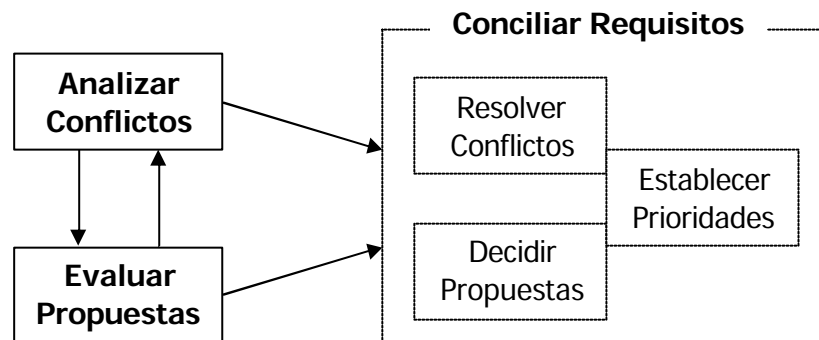 Conciliar Requisitos
Analizar
Conflictos
Resolver
Conflictos
Establecer
Prioridades
Evaluar
Propuestas
Decidir
Propuestas